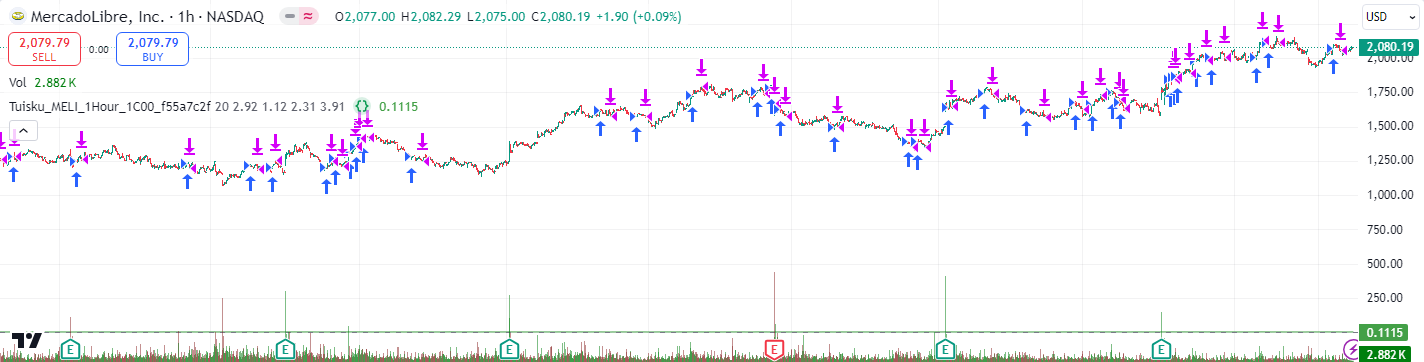 MercadoLibre, Inc. · 1h · NASDAQ
O2,077.00 H2,082.29 L2,075.00 C2,080.19 +1.90 (+0.09%)
USD
2,079.79
SELL
0.00
2,079.79
BUY
2,080.19
2,000.00
Vol 2.882 K
Tuisku_MELI_1Hour_1C00_f55a7c2f 20 2.92 1.12 2.31 3.91 {} 0.1115
1,750.00
1,500.00
1,250.00
1,000.00
750.00
500.00
250.00
0.1115
2.882 K
E
E
E
E
E
E